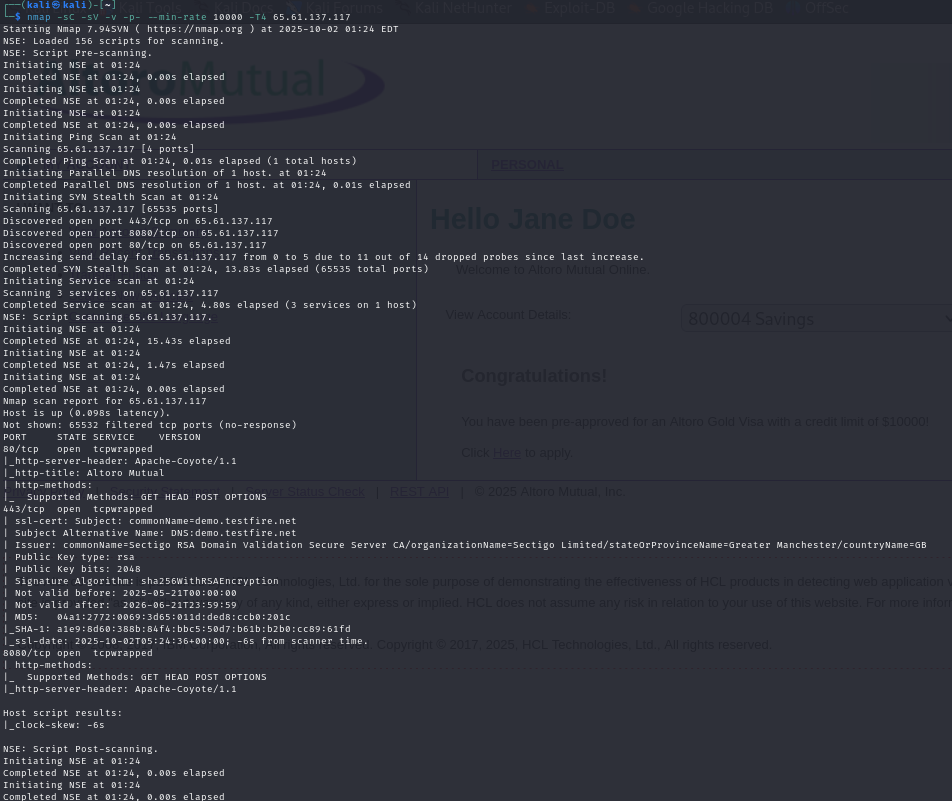 ┌──(kali㉿kali)-[~]
└─$ nmap -sC -sV -v -p- --min-rate 10000 -T4 65.61.137.117
Starting Nmap 7.94SVN ( https://nmap.org ) at 2025-10-02 01:24 EDT
NSE: Loaded 156 scripts for scanning.
NSE: Script Pre-scanning.
Initiating NSE at 01:24
Completed NSE at 01:24, 0.00s elapsed
Initiating NSE at 01:24
Completed NSE at 01:24, 0.00s elapsed
Initiating NSE at 01:24
Completed NSE at 01:24, 0.00s elapsed
Initiating Ping Scan at 01:24
Scanning 65.61.137.117 [4 ports]
Completed Ping Scan at 01:24, 0.01s elapsed (1 total hosts)
Initiating Parallel DNS resolution of 1 host. at 01:24
Completed Parallel DNS resolution of 1 host. at 01:24, 0.01s elapsed
Initiating SYN Stealth Scan at 01:24
Scanning 65.61.137.117 [65535 ports]
Discovered open port 443/tcp on 65.61.137.117
Discovered open port 8080/tcp on 65.61.137.117
Discovered open port 80/tcp on 65.61.137.117
Increasing send delay for 65.61.137.117 from 0 to 5 due to 11 out of 14 dropped probes since last increase.
Completed SYN Stealth Scan at 01:24, 13.83s elapsed (65535 total ports)
Initiating Service scan at 01:24
Scanning 3 services on 65.61.137.117
Completed Service scan at 01:24, 4.80s elapsed (3 services on 1 host)
NSE: Script scanning 65.61.137.117.
Initiating NSE at 01:24
Completed NSE at 01:24, 15.43s elapsed
Initiating NSE at 01:24
Completed NSE at 01:24, 1.47s elapsed
Initiating NSE at 01:24
Completed NSE at 01:24, 0.00s elapsed
Nmap scan report for 65.61.137.117
Host is up (0.098s latency).
Not shown: 65532 filtered tcp ports (no-response)
PORT     STATE SERVICE    VERSION
80/tcp   open  tcpwrapped
|_http-server-header: Apache-Coyote/1.1
|_http-title: Altoro Mutual
| http-methods:
|_  Supported Methods: GET HEAD POST OPTIONS
443/tcp  open  tcpwrapped
| ssl-cert: Subject: commonName=demo.testfire.net
| Subject Alternative Name: DNS:demo.testfire.net
| Issuer: commonName=Sectigo RSA Domain Validation Secure Server CA/organizationName=Sectigo Limited/stateOrProvinceName=Greater Manchester/countryName=GB
| Public Key type: rsa
| Public Key bits: 2048
| Signature Algorithm: sha256WithRSAEncryption
| Not valid before: 2025-05-21T00:00:00
| Not valid after:  2026-06-21T23:59:59
| MD5:   04a1:2772:0069:3d65:011d:ded8:ccb0:201c
|_SHA-1: a1e9:8d60:388b:84f4:bbc5:50d7:b61b:b2b0:cc89:61fd
|_ssl-date: 2025-10-02T05:24:36+00:00; -6s from scanner time.
8080/tcp open  tcpwrapped
| http-methods:
|_  Supported Methods: GET HEAD POST OPTIONS
|_http-server-header: Apache-Coyote/1.1
Host script results:
|_clock-skew: -6s
NSE: Script Post-scanning.
Initiating NSE at 01:24
Completed NSE at 01:24, 0.00s elapsed
Initiating NSE at 01:24
Completed NSE at 01:24, 0.00s elapsed
Kali Tools Kali Docs Kali Forums Kali NetHunter Exploit-DB Google Hacking DB OffSec
Mutual
PERSONAL
Hello Jane Doe
Welcome to Altoro Mutual Online.
View Account Details:
800004 Savings
Congratulations!
You have been pre-approved for an Altoro Gold Visa with a credit limit of $10000!
Click Here to apply.
Server Status Check | REST API | © 2025 Altoro Mutual, Inc.
Technologies, Ltd. for the sole purpose of demonstrating the effectiveness of HCL products in detecting web application
of any kind, either express or implied. HCL does not assume any risk in relation to your use of this website. For more
Corporation, All rights reserved. Copyright © 2017, 2025, HCL Technologies, Ltd., All rights reserved.